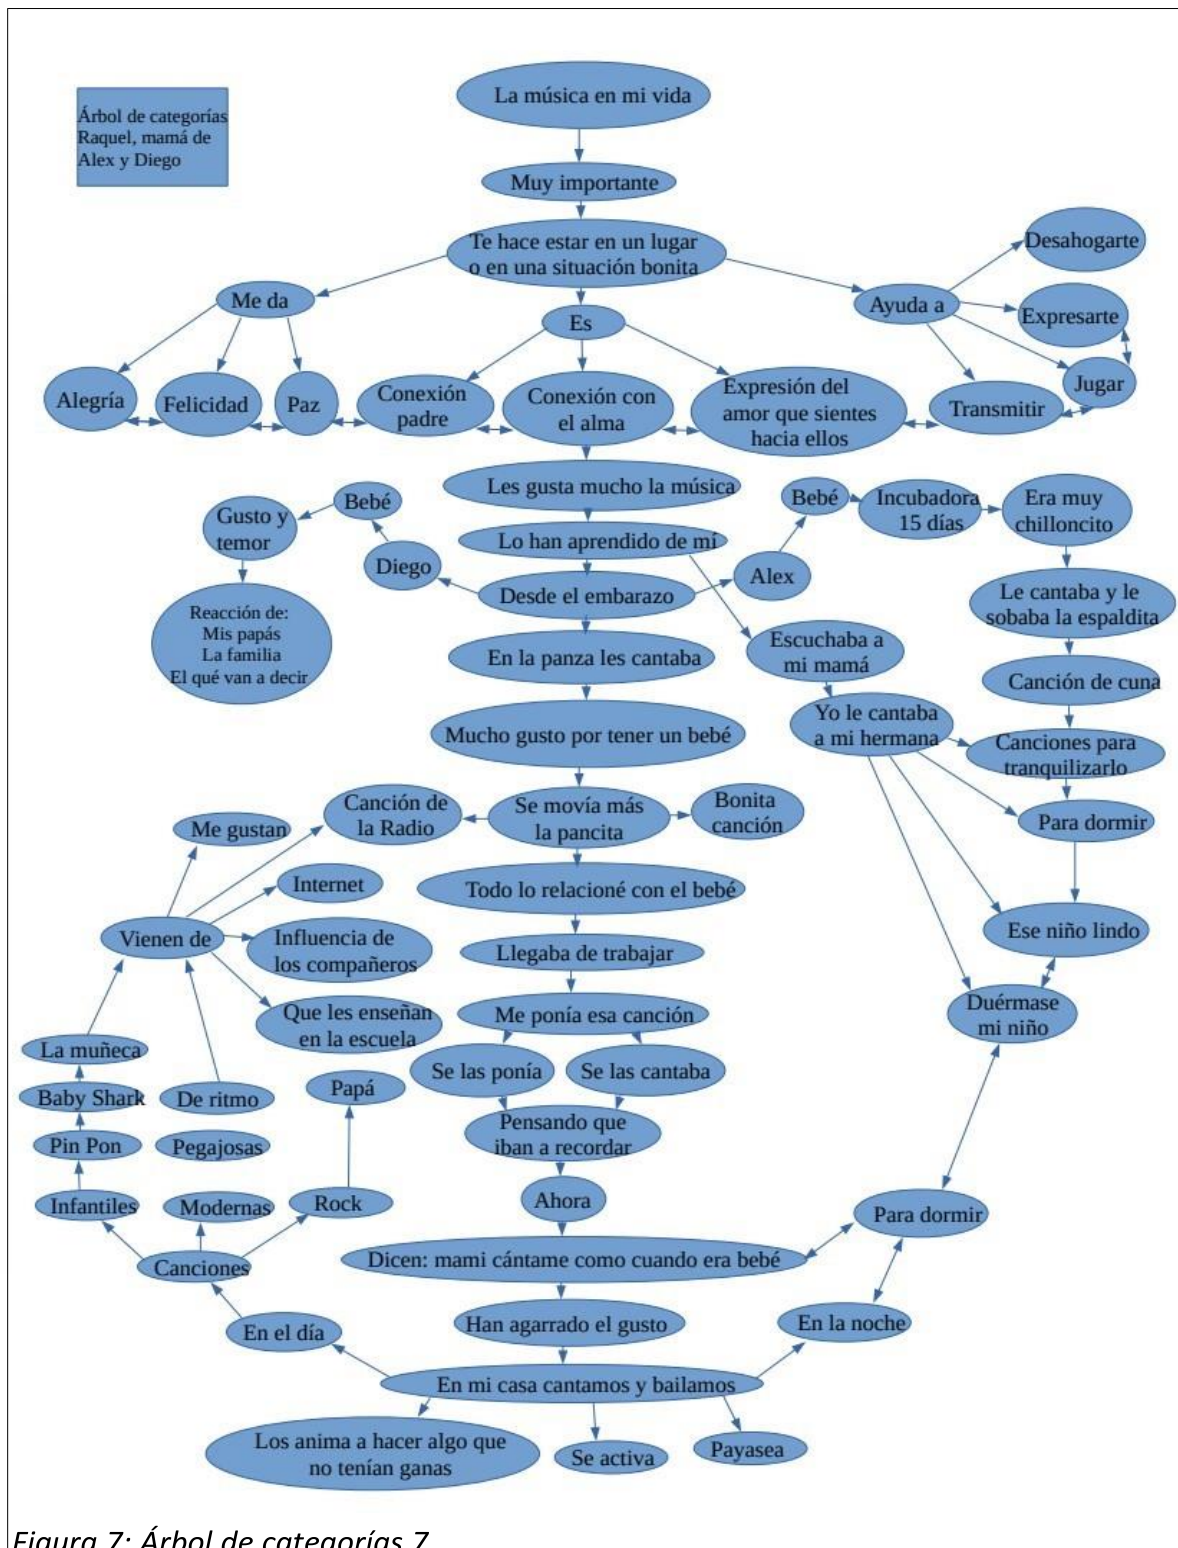 La música en mi vida
Árbol de categorías
Raquel, mamá de
Alex y Diego
Muy importante
Te hace estar en un lugar
o en una situación bonita
Desahogarte
Me da
Es
Ayuda a
Expresarte
Alegría
Felicidad
Paz
Conexión
padre
Conexión con
el alma
Expresión del
amor que sientes
hacia ellos
Transmitir
Jugar
Les gusta mucho la música
Bebé
Gusto y
temor
Diego
Lo han aprendido de mí
Bebé
Incubadora
15 días
Era muy
chilloncito
Alex
Desde el embarazo
Reacción de:
Mis papás
La familia
El qué van a decir
Le cantaba y le
sobaba la espaldita
En la panza les cantaba
Escuchaba a
mi mamá
Canción de cuna
Mucho gusto por tener un bebé
Yo le cantaba
a mi hermana
Canciones para
tranquilizarlo
Me gustan
Canción de
la Radio
Se movía más
la pancita
Bonita
canción
Para dormir
Internet
Todo lo relacioné con el bebé
Vienen de
Influencia de
los compañeros
Llegaba de trabajar
Ese niño lindo
Que les enseñan
en la escuela
Me ponía esa canción
Duérmase
mi niño
La muñeca
Se las ponía
Se las cantaba
Baby Shark
De ritmo
Papá
Pin Pon
Pegajosas
Pensando que
iban a recordar
Infantiles
Modernas
Rock
Ahora
Para dormir
Canciones
Dicen: mami cántame como cuando era bebé
En el día
Han agarrado el gusto
En la noche
En mi casa cantamos y bailamos
Los anima a hacer algo que
no tenían ganas
Se activa
Payasea
Figura 7: Árbol de categorías 7